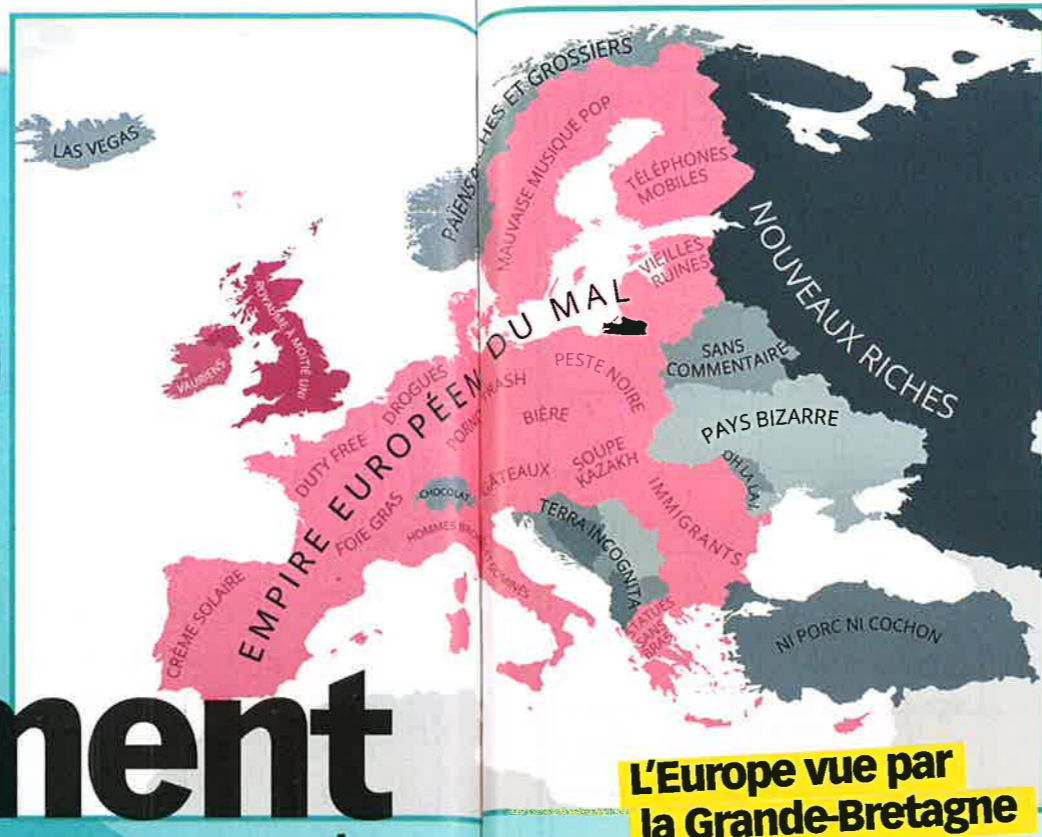 LAS VEGAS
PAÏENS RICHES ET GROSSIERS
MAUVAISE MUSIQUE POP
TÉLÉPHONES
MOBILES
VIEILLES
RUINES
NOUVEAUX RICHES
ROYAUME À MOITIÉ UNI
VAURIENS
EMPIRE EUROPÉEN DU MAL
SANS
COMMENTAIRE
PESTE NOIRE
DROGUES
PORNO TRASH
BIÈRE
PAYS BIZARRE
DUTY FREE
GÂTEAUX
SOUPE
KAZAKH
OH LA LA !
CHOCOLAT
FOIE GRAS
IMMIGRANTS
HOMMES
TERRA INCOGNITA
CRÈME SOLAIRE
STATUES
SANS
BRAS
NI PORC NI COCHON
ment
L'Europe vue par
la Grande-Bretagne